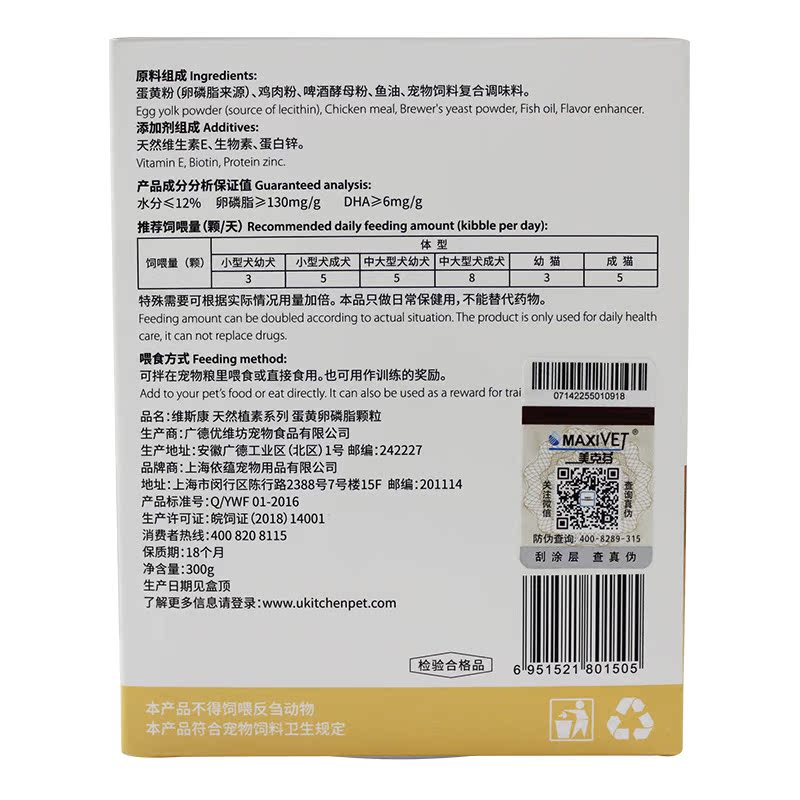 原料组成 Ingredients:
蛋黄粉（卵磷脂来源）、鸡肉粉、啤酒酵母粉、鱼油、宠物饲料复合调味料。
Egg yolk powder (source of lecithin), Chicken meal, Brewer's yeast powder, Fish oil, Flavor enhancer.
添加剂组成 Additives:
天然维生素E、生物素、蛋白锌。
Vitamin E, Biotin, Protein zinc.
产品成分分析保证值 Guaranteed analysis:
水分≤12% 卵磷脂≥130mg/g DHA≥6mg/g
推荐饲喂量（颗/天） Recommended daily feeding amount (kibble per day):
饲喂量（颗） 体 型
小型犬幼犬 小型犬成犬 中大型犬幼犬 中大型犬成犬 幼 猫 成 猫
3 5 5 8 3 5
特殊需要可根据实际情况用量加倍。本品只做日常保健用，不能替代药物。
Feeding amount can be doubled according to actual situation. The product is only used for daily health
care, it can not replace drugs.
喂食方式 Feeding method:
可拌在宠物粮里喂食或直接食用。也可用作训练的奖励。
Add to your pet's food or eat directly. It can also be used as a reward for trai
品名：维斯康 天然植素系列 蛋黄卵磷脂颗粒
生产商：广德优维坊宠物食品有限公司
地址：安徽广德工业区（北区）1号 邮编：242227
品牌商：上海依蕴宠物用品有限公司
地址：上海市闵行区陈行路2388号7号楼15F 邮编：201114
产品标准号：Q/YWF 01-2016
生产许可证：皖饲证（2018）14001
消费者热线：400 820 8115
保质期：18个月
净含量：300g
生产日期见盒顶
了解更多信息请登录：www.ukitchenpet.com
07142255010918
MAXIVET®
美克芬
关注微信
查询真伪
防伪查询：400-8289-315
刮涂层 查真伪
检验合格品
6 951521 801505
本产品不得饲喂反刍动物
本产品符合宠物饲料卫生规定